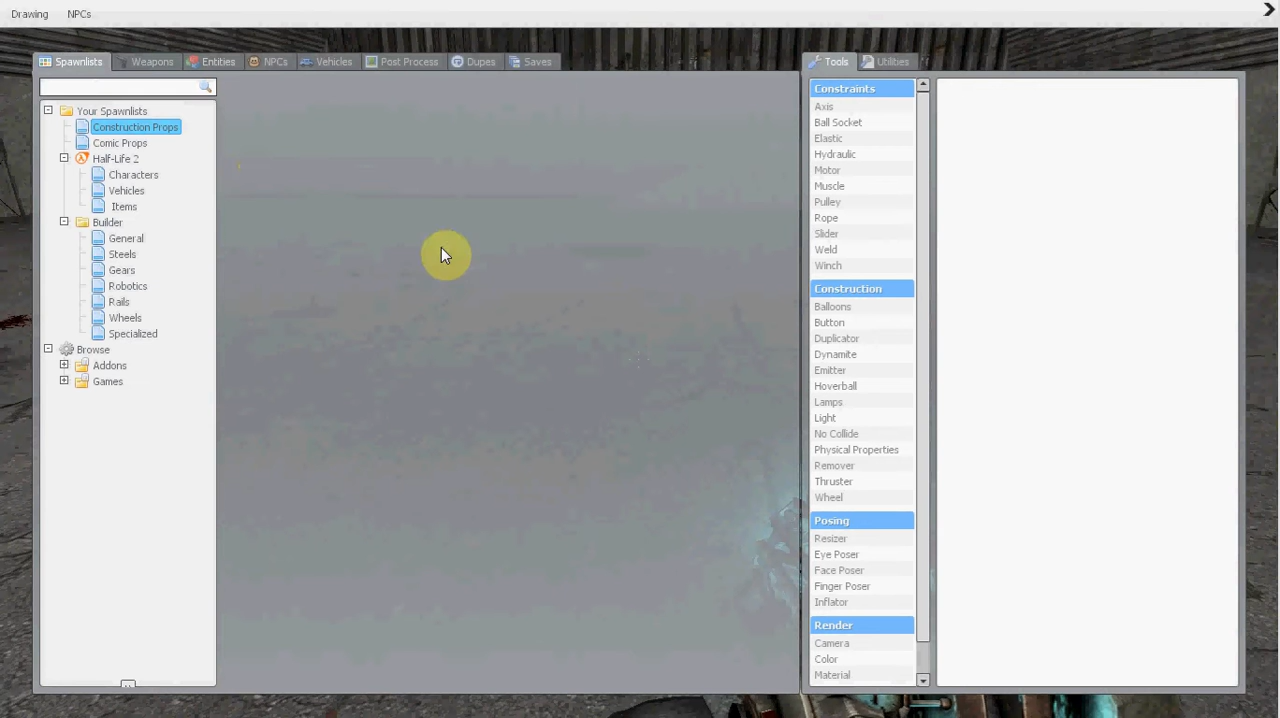 Drawing NPCs
Spawnlists Weapons Entities NPCs Vehicles Post Process Dupes Saves Tools Utilities
Your Spawnlists
Construction Props
Comic Props
Half-Life 2
Characters
Vehicles
Items
Builder
General
Steels
Gears
Robotics
Rails
Wheels
Specialized
Browse
Addons
Games
Constraints
Axis
Ball Socket
Elastic
Hydraulic
Motor
Muscle
Pulley
Rope
Slider
Weld
Winch
Construction
Balloons
Button
Duplicator
Dynamite
Emitter
Hoverball
Lamps
Light
No Collide
Physical Properties
Remover
Thruster
Wheel
Posing
Resizer
Eye Poser
Face Poser
Finger Poser
Inflator
Render
Camera
Color
Material